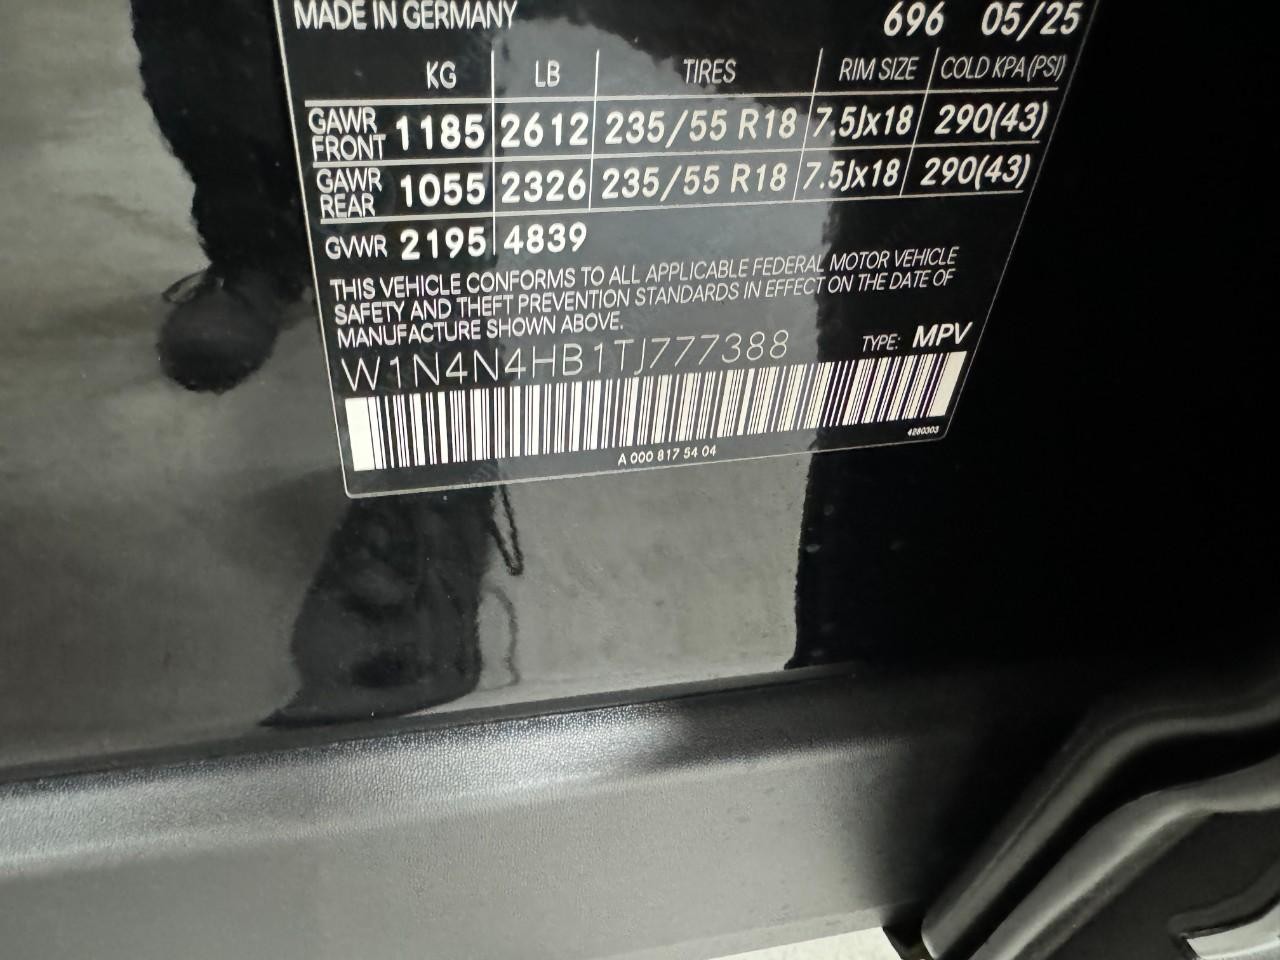 MADE IN GERMANY 696 05/25
KG LB TIRES RIM SIZE COLD KPA (PSI)
GAWR FRONT 1185 2612 235/55 R18 7.5Jx18 290(43)
GAWR REAR 1055 2326 235/55 R18 7.5Jx18 290(43)
GVWR 2195 4839
THIS VEHICLE CONFORMS TO ALL APPLICABLE FEDERAL MOTOR VEHICLE
SAFETY AND THEFT PREVENTION STANDARDS IN EFFECT ON THE DATE OF
MANUFACTURE SHOWN ABOVE.
W1N4N4HB1TJ777388 TYPE: MPV
4280303
A 000 817 54 04